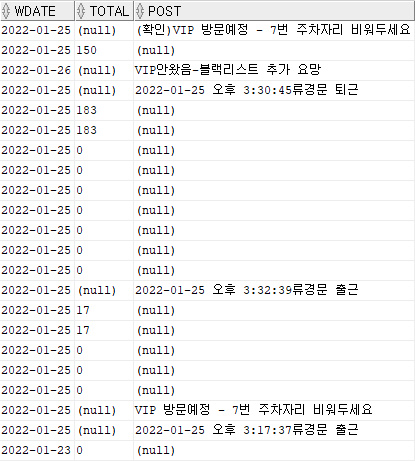 WDATE TOTAL POST
2022-01-25 (null) (확인)VIP 방문예정 - 7번 주차자리 비워두세요
2022-01-25 150 (null)
2022-01-26 (null) VIP안왔음-블랙리스트 추가 요망
2022-01-25 (null) 2022-01-25 오후 3:30:45류경문 퇴근
2022-01-25 183 (null)
2022-01-25 183 (null)
2022-01-25 0 (null)
2022-01-25 0 (null)
2022-01-25 0 (null)
2022-01-25 0 (null)
2022-01-25 0 (null)
2022-01-25 0 (null)
2022-01-25 0 (null)
2022-01-25 (null) 2022-01-25 오후 3:32:39류경문 출근
2022-01-25 17 (null)
2022-01-25 17 (null)
2022-01-25 0 (null)
2022-01-25 0 (null)
2022-01-25 0 (null)
2022-01-25 (null) VIP 방문예정 - 7번 주차자리 비워두세요
2022-01-25 (null) 2022-01-25 오후 3:17:37류경문 출근
2022-01-23 0 (null)